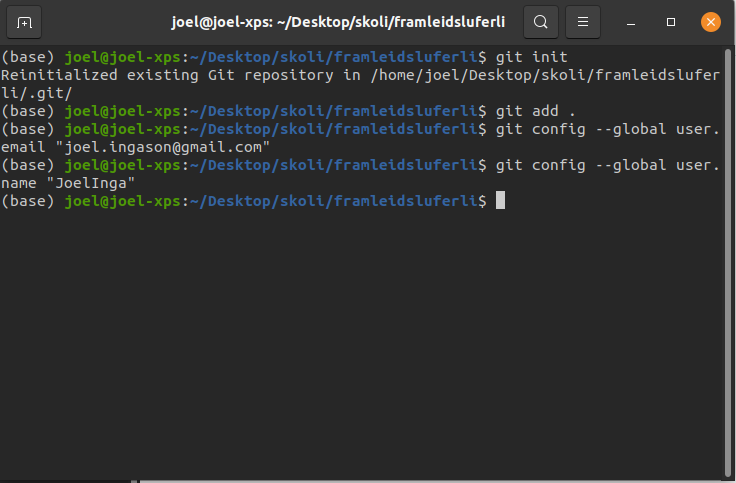 joel@joel-xps: ~/Desktop/skoli/framleidsluferli
(base) joel@joel-xps:~/Desktop/skoli/framleidsluferli$ git init
Reinitialized existing Git repository in /home/joel/Desktop/skoli/framleidslufer
li/.git/
(base) joel@joel-xps:~/Desktop/skoli/framleidsluferli$ git add .
(base) joel@joel-xps:~/Desktop/skoli/framleidsluferli$ git config --global user.
email "joel.ingason@gmail.com"
(base) joel@joel-xps:~/Desktop/skoli/framleidsluferli$ git config --global user.
name "JoelInga"
(base) joel@joel-xps:~/Desktop/skoli/framleidsluferli$